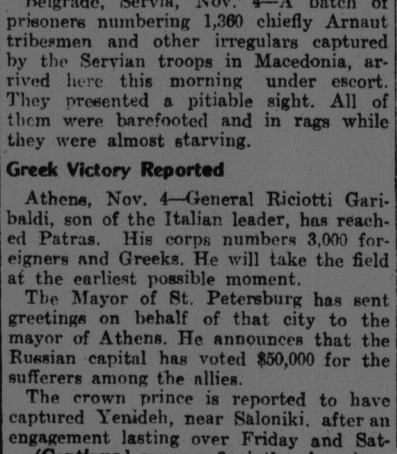 Belgrade, Servia, Nov. 4—A batch of
prisoners numbering 1,360 chiefly Arnaut
tribesmen and other irregulars captured
by the Servian troops in Macedonia, ar-
rived here this morning under escort.
They presented a pitiable sight. All of
them were barefooted and in rags while
they were almost starving.
Greek Victory Reported
Athens, Nov. 4—General Riciotti Gari-
baldi, son of the Italian leader, has reach-
ed Patras. His corps numbers 3,000 for-
eigners and Greeks. He will take the field
at the earliest possible moment.
The Mayor of St. Petersburg has sent
greetings on behalf of that city to the
mayor of Athens. He announces that the
Russian capital has voted $50,000 for the
sufferers among the allies.
The crown prince is reported to have
captured Yenideh, near Saloniki, after an
engagement lasting over Friday and Sat-